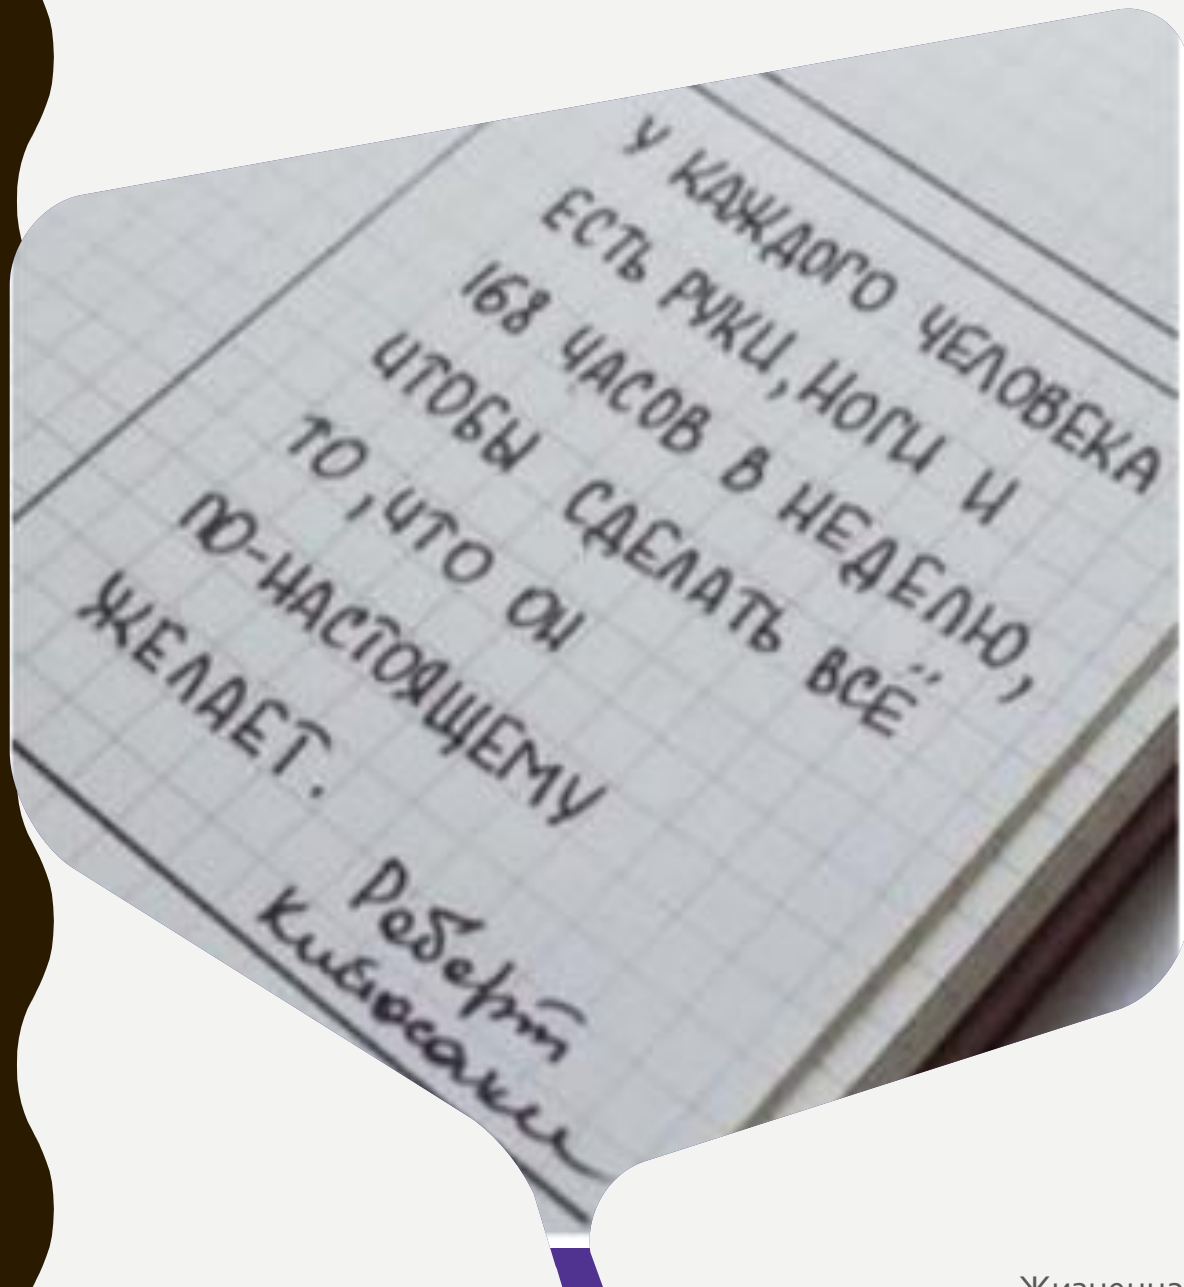 У КАЖДОГО ЧЕЛОВЕКА
ЕСТЬ РУКИ, НОГИ И
168 ЧАСОВ В НЕДЕЛЮ,
ЧТОБЫ СДЕЛАТЬ ВСЁ
ТО, ЧТО ОН
ПО-НАСТОЯЩЕМУ
ЖЕЛАЕТ.
Роберт
Кийосаки